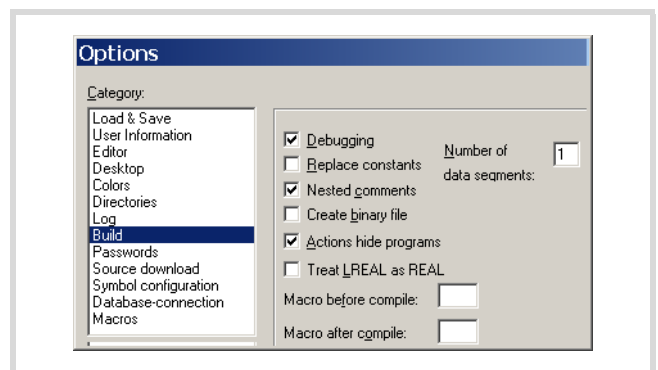 Options
Category:
Load & Save
User Information
Editor
Desktop
Colors
Directories
Log
Build
Passwords
Source download
Symbol configuration
Database-connection
Macros
Debugging
Replace constants
Nested comments
Create binary file
Actions hide programs
Treat LREAL as REAL
Macro before compile:
Macro after compile:
Number of
data segments:
1